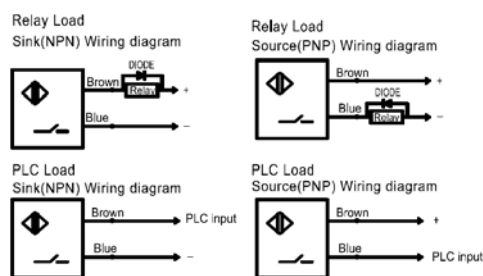 Relay Load
Sink(NPN) Wiring diagram
DIODE
Brown
Relay
+
Blue
–
Relay Load
Source(PNP) Wiring diagram
Brown
+
DIODE
Blue
Relay
–
PLC Load
Sink(NPN) Wiring diagram
Brown
PLC input
Blue
–
PLC Load
Source(PNP) Wiring diagram
Brown
+
Blue
PLC input